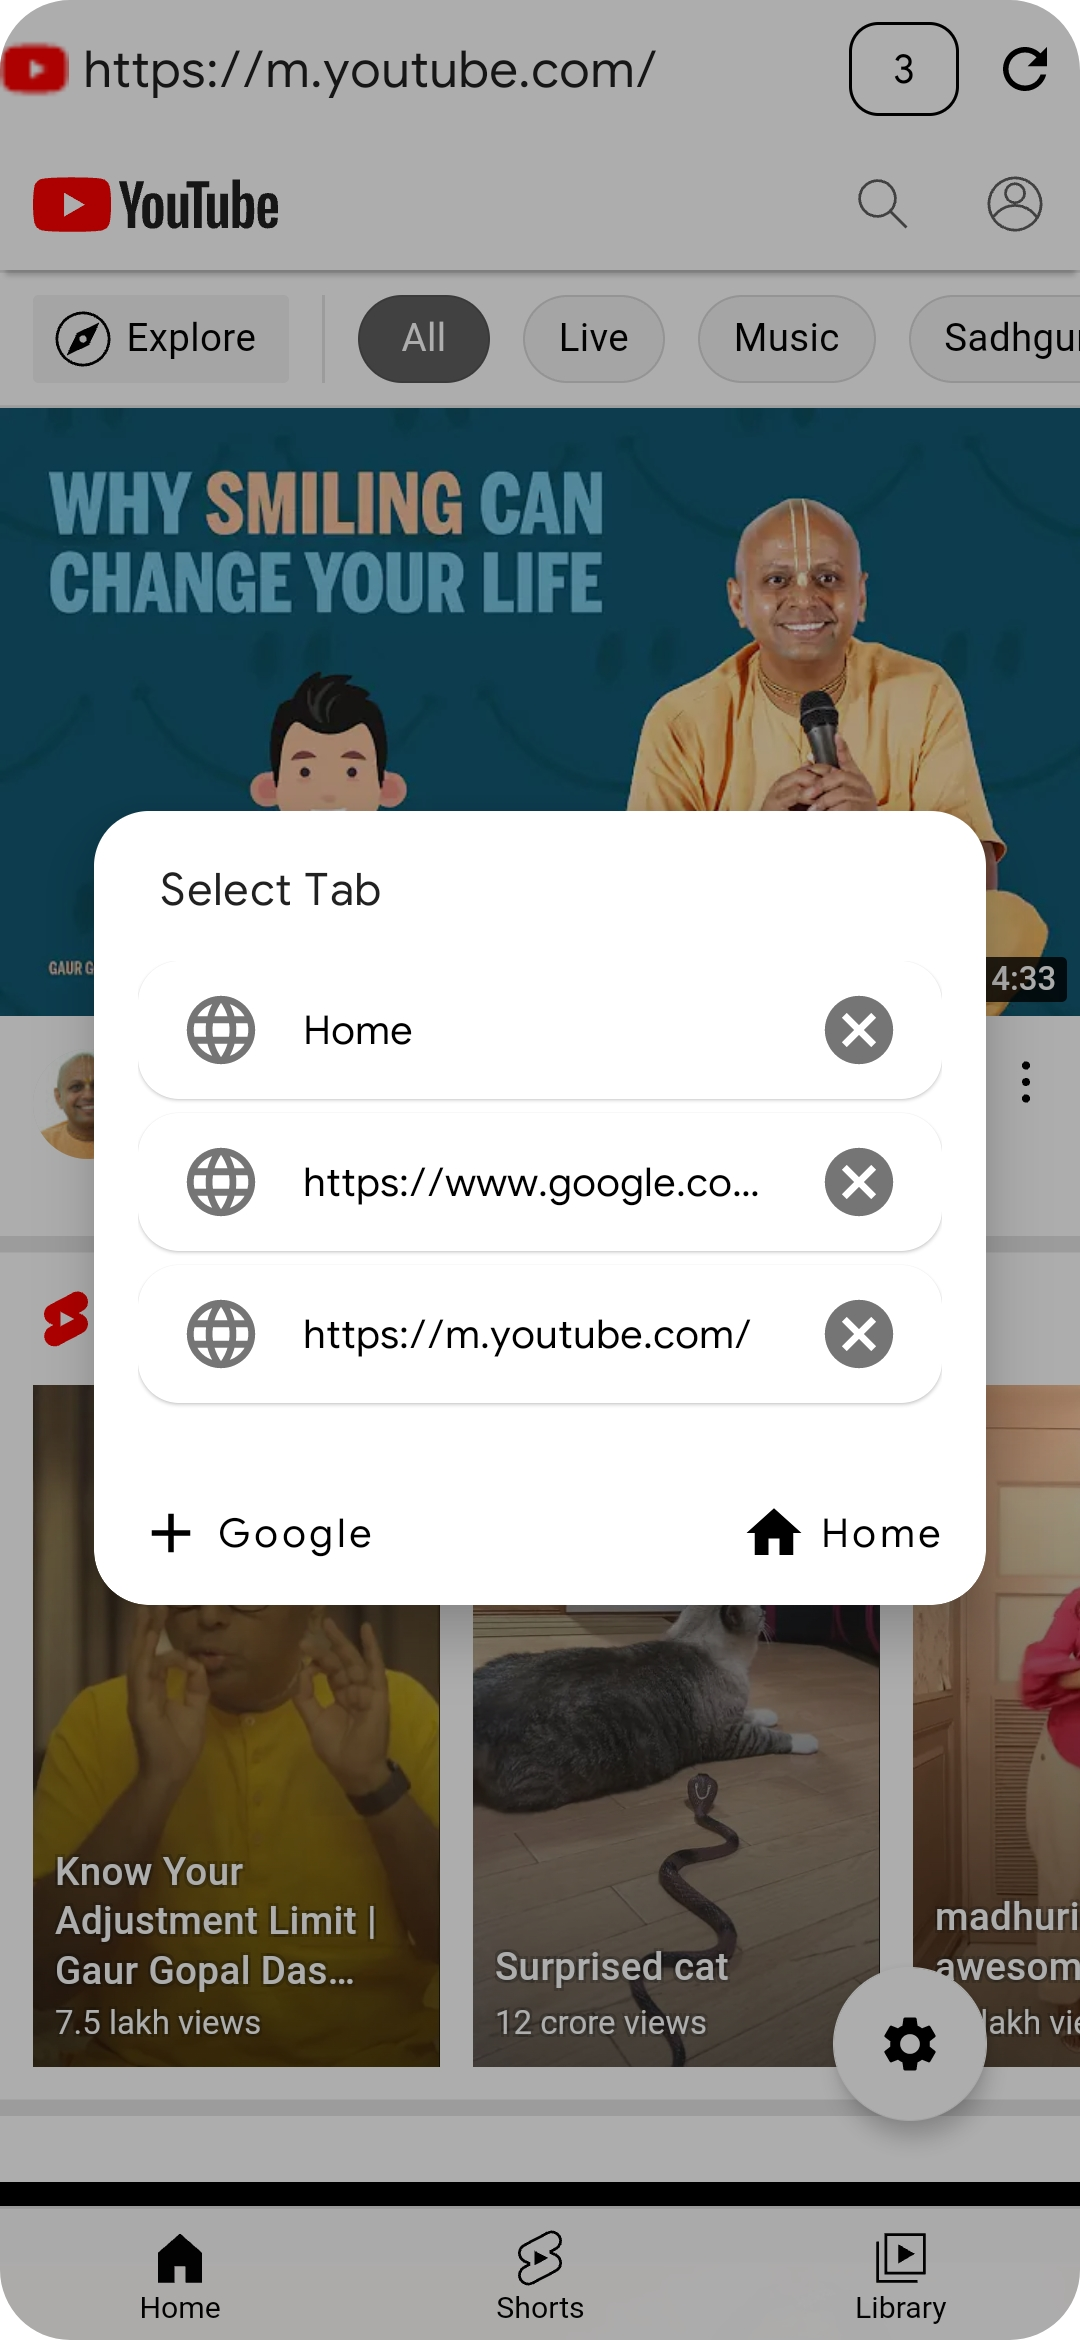 https://m.youtube.com/
3
YouTube
Explore
All
Live
Music
Sadhgu
WHY SMILING CAN
CHANGE YOUR LIFE
GAUR G
4:33
Select Tab
Home
https://www.google.co...
https://m.youtube.com/
Google
Home
Know Your
Adjustment Limit |
Gaur Gopal Das...
7.5 lakh views
Surprised cat
12 crore views
madhuri
awesom
lakh vie
Home
Shorts
Library